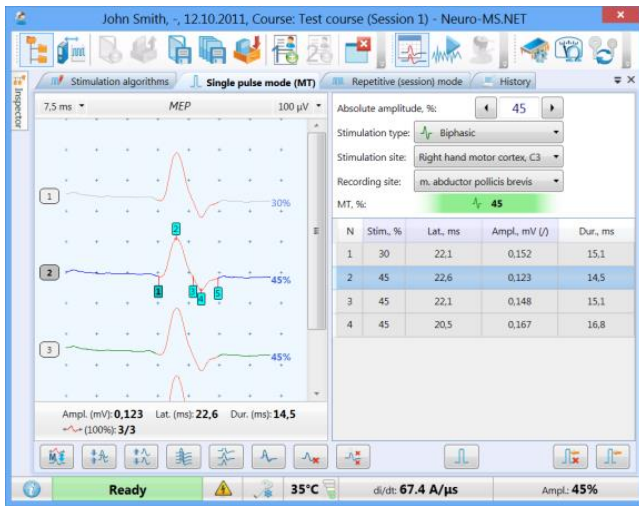 John Smith, -, 12.10.2011, Course: Test course (Session 1) - Neuro-MS.NET
Stimulation algorithms
Single pulse mode (MT)
Repetitive (session) mode
History
Inspector
7,5 ms
MEP
100 µV
1
30%
2
1
2
3
4
5
45%
3
45%
Ampl. (mV): 0,123 Lat. (ms): 22,6 Dur. (ms): 14,5
(100%): 3/3
Absolute amplitude, %: 45
Stimulation type: Biphasic
Stimulation site: Right hand motor cortex, C3
Recording site: m. abductor pollicis brevis
MT, %: 45
N Stim., % Lat., ms Ampl., mV (/) Dur., ms
1 30 22,1 0,152 15,1
2 45 22,6 0,123 14,5
3 45 22,1 0,148 15,1
4 45 20,5 0,167 16,8
Ready
35°C
di/dt: 67.4 A/µs
Ampl.: 45%